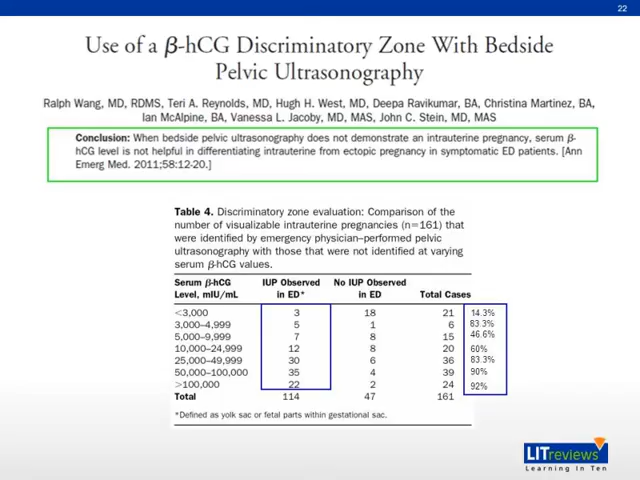 22
Use of a β-hCG Discriminatory Zone With Bedside
Pelvic Ultrasonography
Ralph Wang, MD, RDMS, Teri A. Reynolds, MD, Hugh H. West, MD, Deepa Ravikumar, BA, Christina Martinez, BA,
Ian McAlpine, BA, Vanessa L. Jacoby, MD, MAS, John C. Stein, MD, MAS
Conclusion: When bedside pelvic ultrasonography does not demonstrate an intrauterine pregnancy, serum β-
hCG level is not helpful in differentiating intrauterine from ectopic pregnancy in symptomatic ED patients. [Ann
Emerg Med. 2011;58:12-20.]
Table 4. Discriminatory zone evaluation: Comparison of the
number of visualizable intrauterine pregnancies (n=161) that
were identified by emergency physician–performed pelvic
ultrasonography with those that were not identified at varying
serum β-hCG values.
Serum β-hCG IUP Observed No IUP Observed
Level, mIU/mL in ED* in ED Total Cases
<3,000 3 18 21 14.3%
3,000–4,999 5 1 6 83.3%
5,000–9,999 7 8 15 46.6%
10,000–24,999 12 8 20 60%
25,000–49,999 30 6 36 83.3%
50,000–100,000 35 4 39 90%
>100,000 22 2 24 92%
Total 114 47 161
*Defined as yolk sac or fetal parts within gestational sac.
LITreviews
Learning In Ten